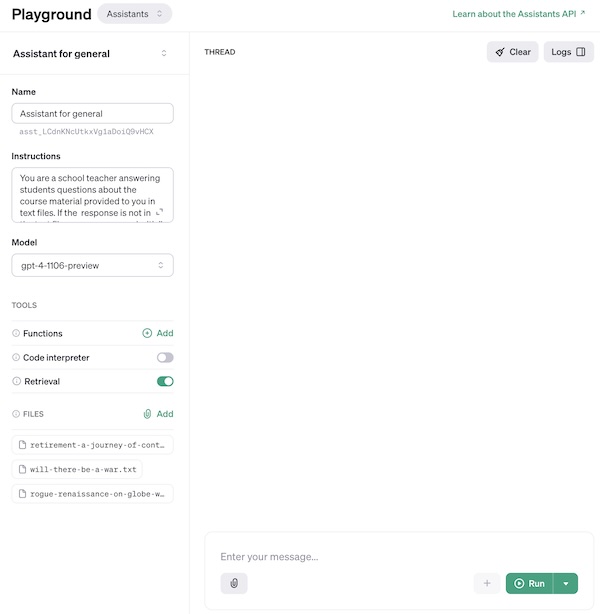 Playground Assistants
Learn about the Assistants API ↗
Assistant for general
THREAD
Clear
Logs
Name
Assistant for general
asst_LCdnKNcUtkxVg1aDoiQ9vHCX
Instructions
You are a school teacher answering
students questions about the
course material provided to you in
text files. If the response is not in
Model
gpt-4-1106-preview
TOOLS
Functions
Add
Code interpreter
Retrieval
FILES
Add
retirement-a-journey-of-cont…
will-there-be-a-war.txt
rogue-renaissance-on-globe-w…
Enter your message...
Run